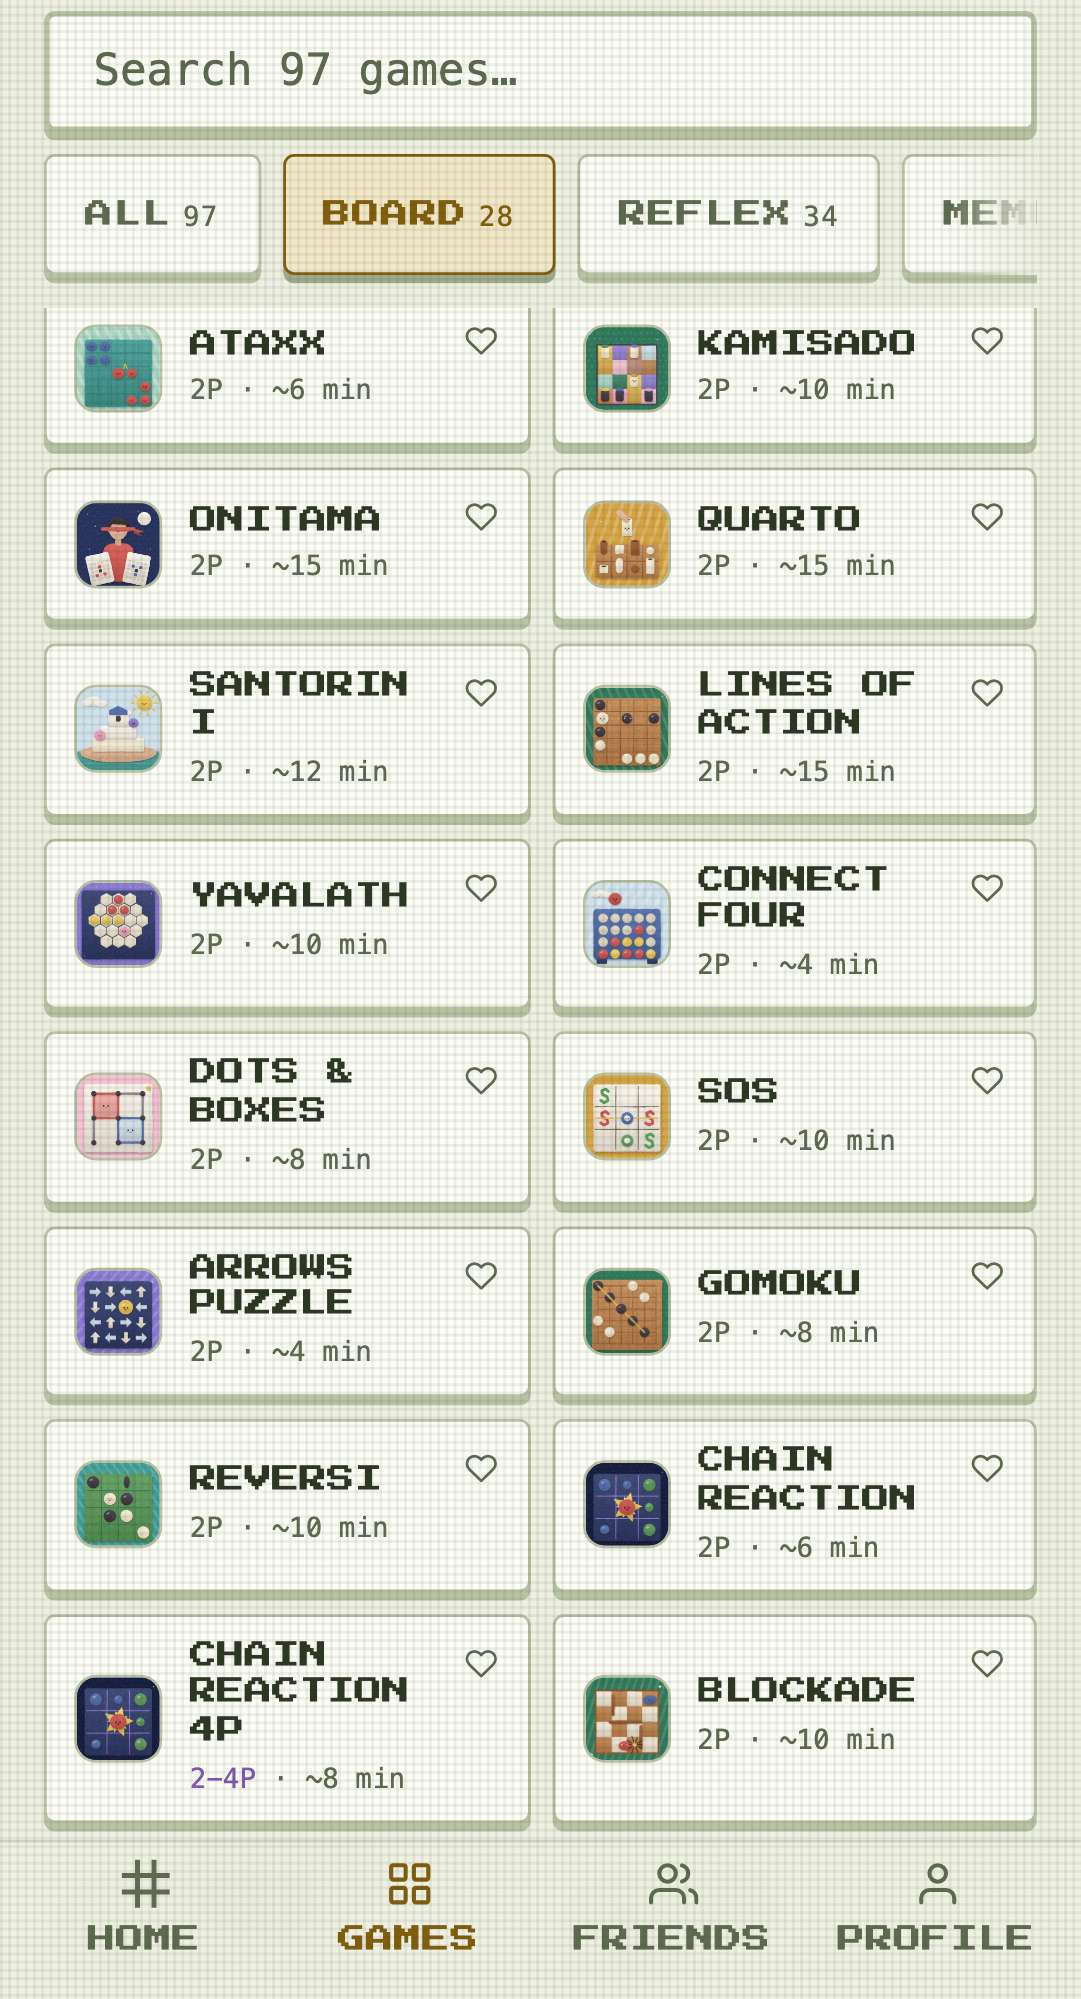 Search 97 games…
ALL 97
BOARD 28
REFLEX 34
ATAXX
2P · ~6 min
KAMISADO
2P · ~10 min
ONITAMA
2P · ~15 min
QUARTO
2P · ~15 min
SANTORIN
I
2P · ~12 min
LINES OF
ACTION
2P · ~15 min
YAVALATH
2P · ~10 min
CONNECT
FOUR
2P · ~4 min
DOTS &
BOXES
2P · ~8 min
SOS
2P · ~10 min
ARROWS
PUZZLE
2P · ~4 min
GOMOKU
2P · ~8 min
REVERSI
2P · ~10 min
CHAIN
REACTION
2P · ~6 min
CHAIN
REACTION
4P
2–4P · ~8 min
BLOCKADE
2P · ~10 min
HOME
GAMES
FRIENDS
PROFILE